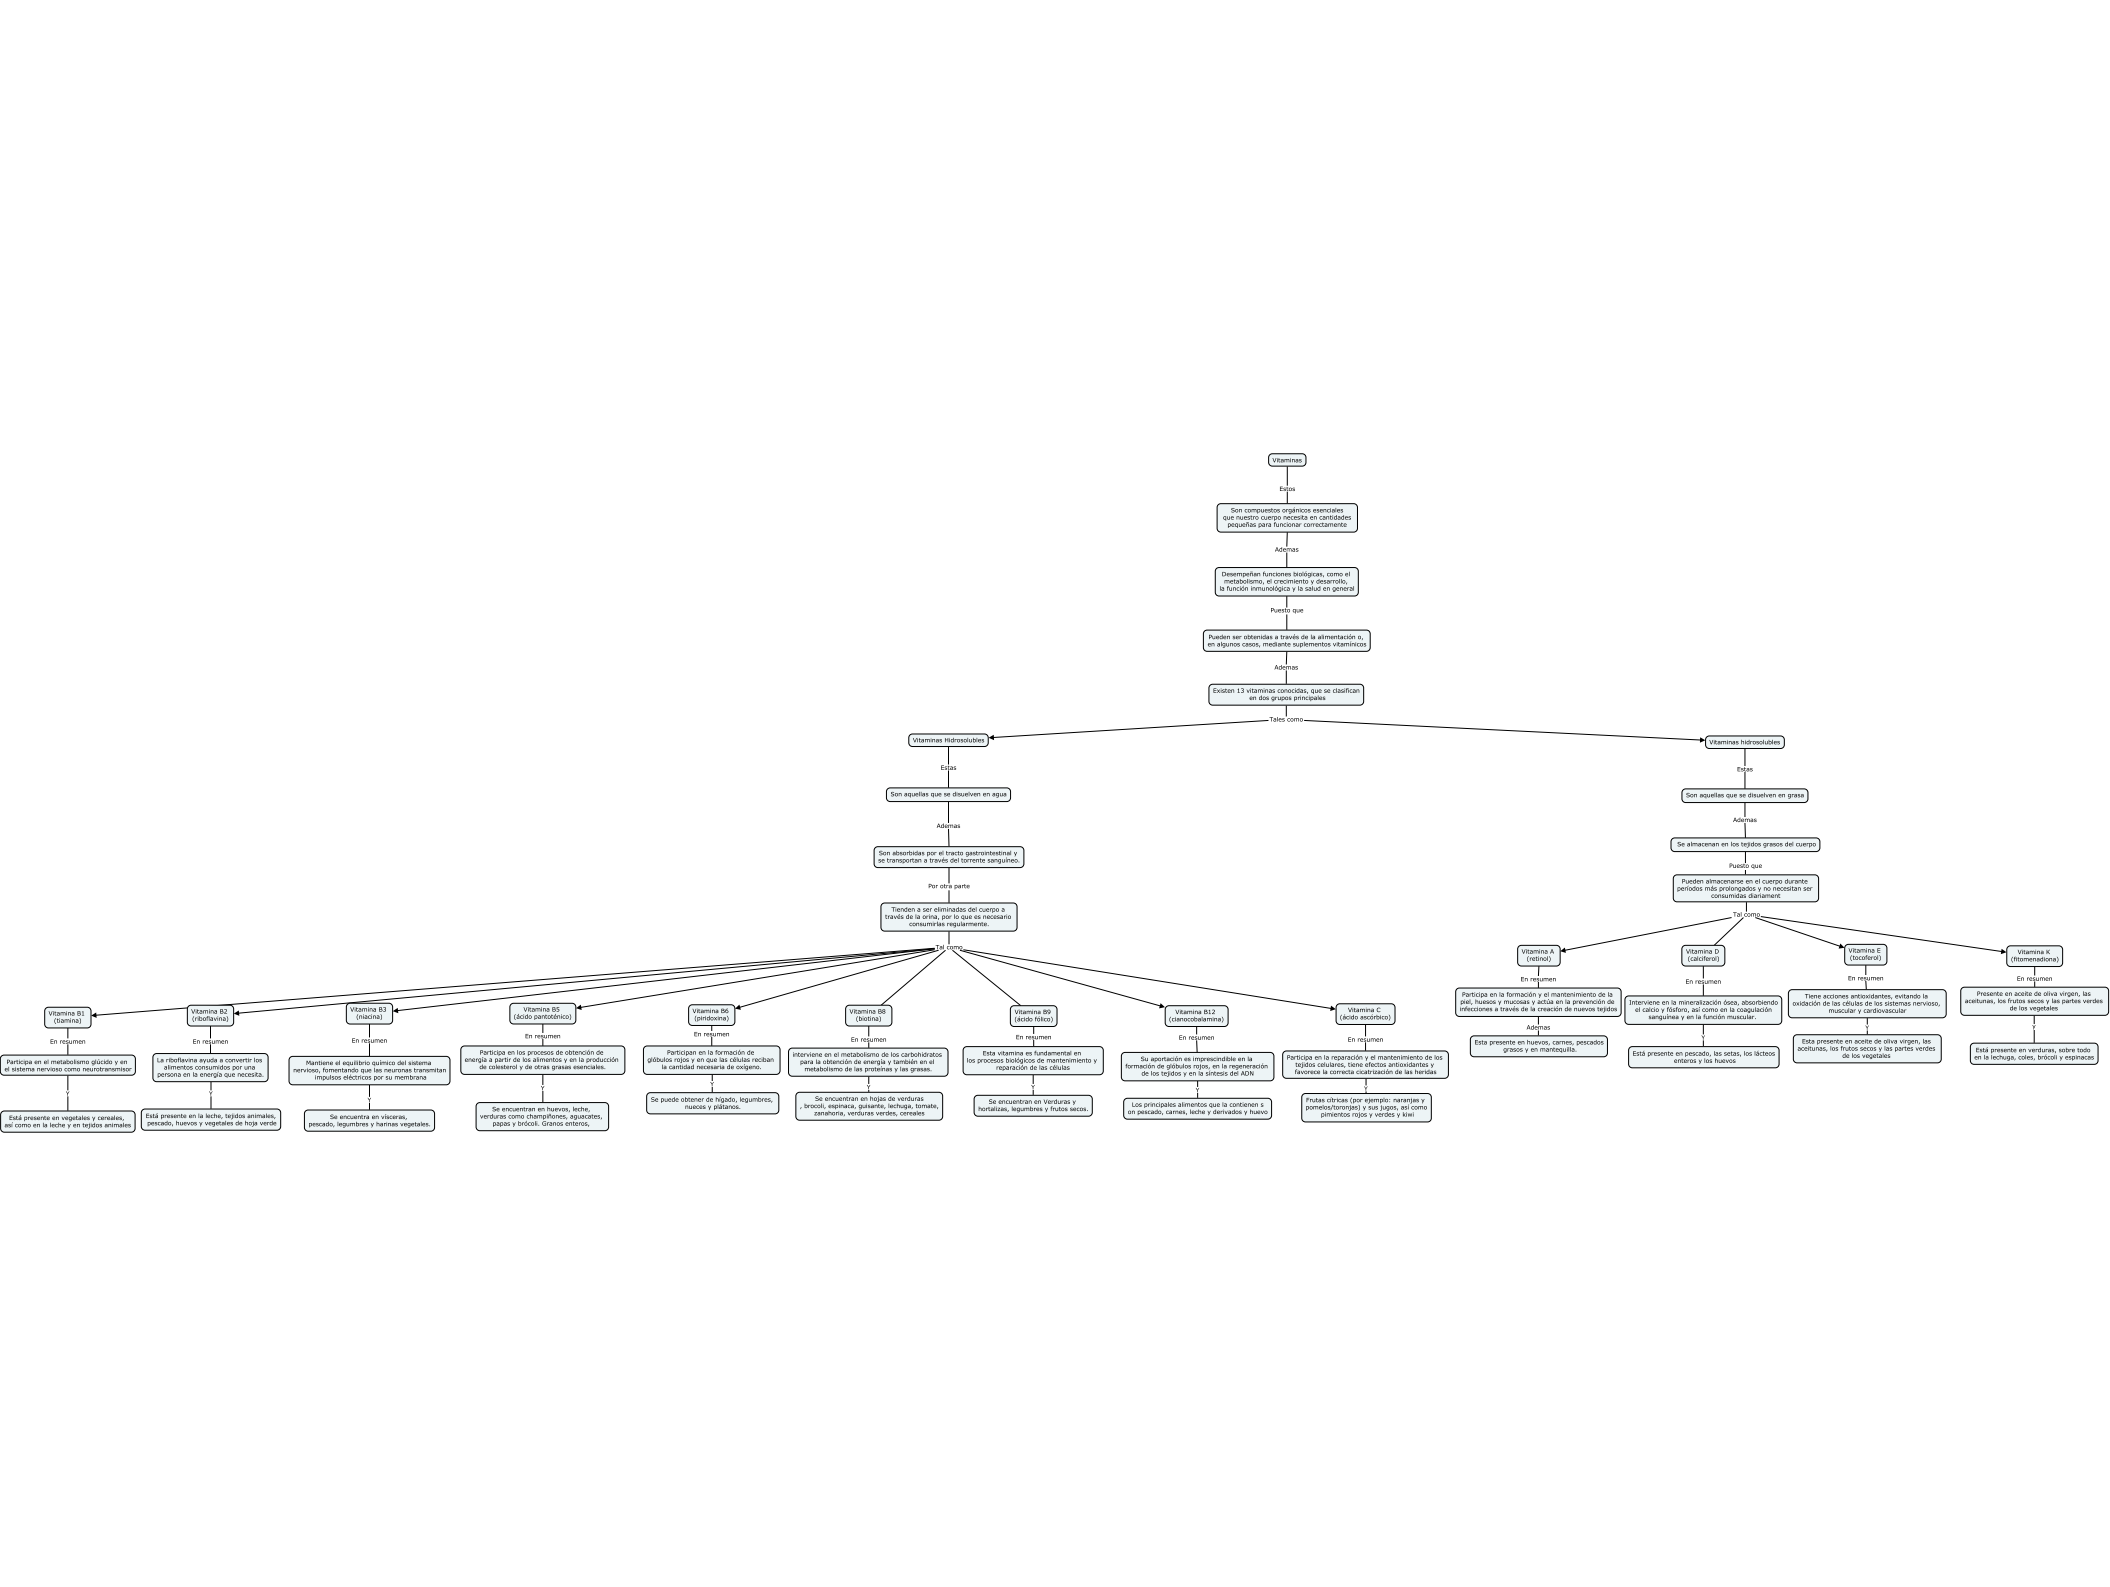 Vitaminas
Estos
Son compuestos orgánicos esenciales
que nuestro cuerpo necesita en cantidades
pequeñas para funcionar correctamente
Ademas
Desempeñan funciones biológicas, como el
metabolismo, el crecimiento y desarrollo,
la función inmunológica y la salud en general
Puesto que
Pueden ser obtenidas a través de la alimentación o,
en algunos casos, mediante suplementos vitamínicos
Ademas
Existen 13 vitaminas conocidas, que se clasifican
en dos grupos principales
Tales como
Vitaminas Hidrosolubles
Estas
Son aquellas que se disuelven en agua
Ademas
Son absorbidas por el tracto gastrointestinal y
se transportan a través del torrente sanguíneo.
Por otra parte
Tienden a ser eliminadas del cuerpo a
través de la orina, por lo que es necesario
consumirlas regularmente.
Tal como
Vitamina B1
(tiamina)
En resumen
Participa en el metabolismo glúcido y en
el sistema nervioso como neurotransmisor
Y
Está presente en vegetales y cereales,
así como en la leche y en tejidos animales
Vitamina B2
(riboflavina)
En resumen
La riboflavina ayuda a convertir los
alimentos consumidos por una
persona en la energía que necesita.
Y
Está presente en la leche, tejidos animales,
pescado, huevos y vegetales de hoja verde
Vitamina B3
(niacina)
En resumen
Mantiene el equilibrio químico del sistema
nervioso, fomentando que las neuronas transmitan
impulsos eléctricos por su membrana
Y
Se encuentra en vísceras,
pescado, legumbres y harinas vegetales.
Vitamina B5
(ácido pantoténico)
En resumen
Participa en los procesos de obtención de
energía a partir de los alimentos y en la producción
de colesterol y de otras grasas esenciales.
Y
Se encuentran en huevos, leche,
verduras como champiñones, aguacates,
papas y brócoli. Granos enteros,
Vitamina B6
(piridoxina)
En resumen
Participan en la formación de
glóbulos rojos y en que las células reciban
la cantidad necesaria de oxígeno.
Y
Se puede obtener de hígado, legumbres,
nueces y plátanos.
Vitamina B8
(biotina)
En resumen
interviene en el metabolismo de los carbohidratos
para la obtención de energía y también en el
metabolismo de las proteínas y las grasas.
Y
Se encuentran en hojas de verduras
, brocoli, espinaca, guisante, lechuga, tomate,
zanahoria, verduras verdes, cereales
Vitamina B9
(ácido fólico)
En resumen
Esta vitamina es fundamental en
los procesos biológicos de mantenimiento y
reparación de las células
Y
Se encuentran en Verduras y
hortalizas, legumbres y frutos secos.
Vitamina B12
(cianocobalamina)
En resumen
Su aportación es imprescindible en la
formación de glóbulos rojos, en la regeneración
de los tejidos y en la síntesis del ADN
Y
Los principales alimentos que la contienen s
on pescado, carnes, leche y derivados y huevo
Vitamina C
(ácido ascórbico)
En resumen
Participa en la reparación y el mantenimiento de los
tejidos celulares, tiene efectos antioxidantes y
favorece la correcta cicatrización de las heridas
Y
Frutas cítricas (por ejemplo: naranjas y
pomelos/toronjas) y sus jugos, así como
pimientos rojos y verdes y kiwi
Vitaminas hidrosolubles
Estas
Son aquellas que se disuelven en grasa
Ademas
Se almacenan en los tejidos grasos del cuerpo
Puesto que
Pueden almacenarse en el cuerpo durante
períodos más prolongados y no necesitan ser
consumidas diariament
Tal como
Vitamina A
(retinol)
En resumen
Participa en la formación y el mantenimiento de la
piel, huesos y mucosas y actúa en la prevención de
infecciones a través de la creación de nuevos tejidos
Ademas
Esta presente en huevos, carnes, pescados
grasos y en mantequilla.
Vitamina D
(calciferol)
En resumen
Interviene en la mineralización ósea, absorbiendo
el calcio y fósforo, así como en la coagulación
sanguínea y en la función muscular.
Y
Está presente en pescado, las setas, los lácteos
enteros y los huevos
Vitamina E
(tocoferol)
En resumen
Tiene acciones antioxidantes, evitando la
oxidación de las células de los sistemas nervioso,
muscular y cardiovascular
Y
Esta presente en aceite de oliva virgen, las
aceitunas, los frutos secos y las partes verdes
de los vegetales
Vitamina K
(fitomenadiona)
En resumen
Presente en aceite de oliva virgen, las
aceitunas, los frutos secos y las partes verdes
de los vegetales
Y
Está presente en verduras, sobre todo
en la lechuga, coles, brócoli y espinacas